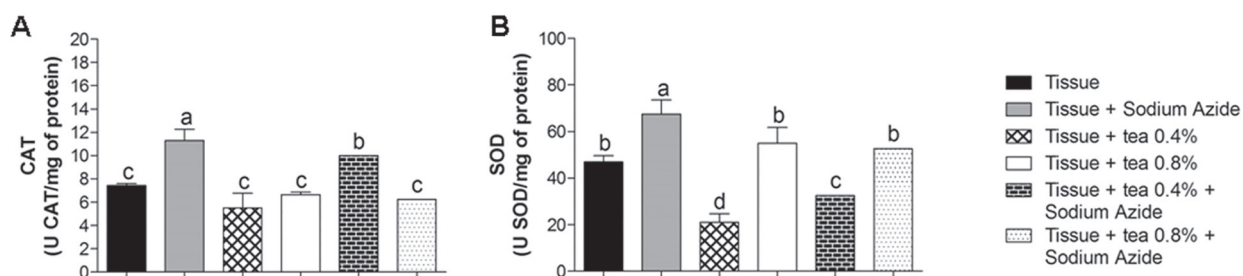 A
CAT
(U CAT/mg of protein)
20
18
16
14
12
10
8
6
4
2
0
c
a
c
c
b
c
B
SOD
(U SOD/mg of protein)
100
80
60
40
20
0
b
a
d
b
c
b
Tissue
Tissue + Sodium Azide
Tissue + tea 0.4%
Tissue + tea 0.8%
Tissue + tea 0.4% +
Sodium Azide
Tissue + tea 0.8% +
Sodium Azide